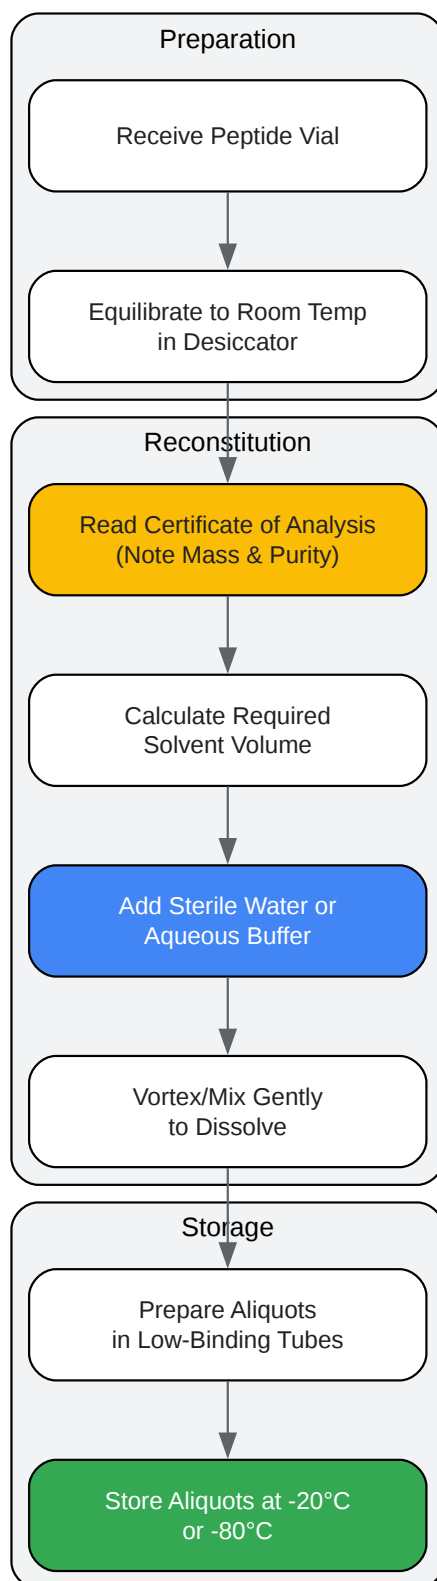 Preparation
Receive Peptide Vial
Equilibrate to Room Temp
in Desiccator
Reconstitution
Read Certificate of Analysis
(Note Mass & Purity)
Calculate Required
Solvent Volume
Add Sterile Water or
Aqueous Buffer
Vortex/Mix Gently
to Dissolve
Storage
Prepare Aliquots
in Low-Binding Tubes
Store Aliquots at -20°C
or -80°C